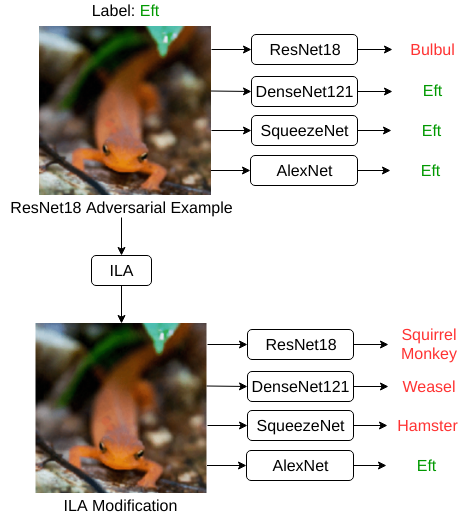 Label: Eft
ResNet18
Bulbul
DenseNet121
Eft
SqueezeNet
Eft
AlexNet
Eft
ResNet18 Adversarial Example
ILA
ResNet18
Squirrel
Monkey
DenseNet121
Weasel
SqueezeNet
Hamster
AlexNet
Eft
ILA Modification